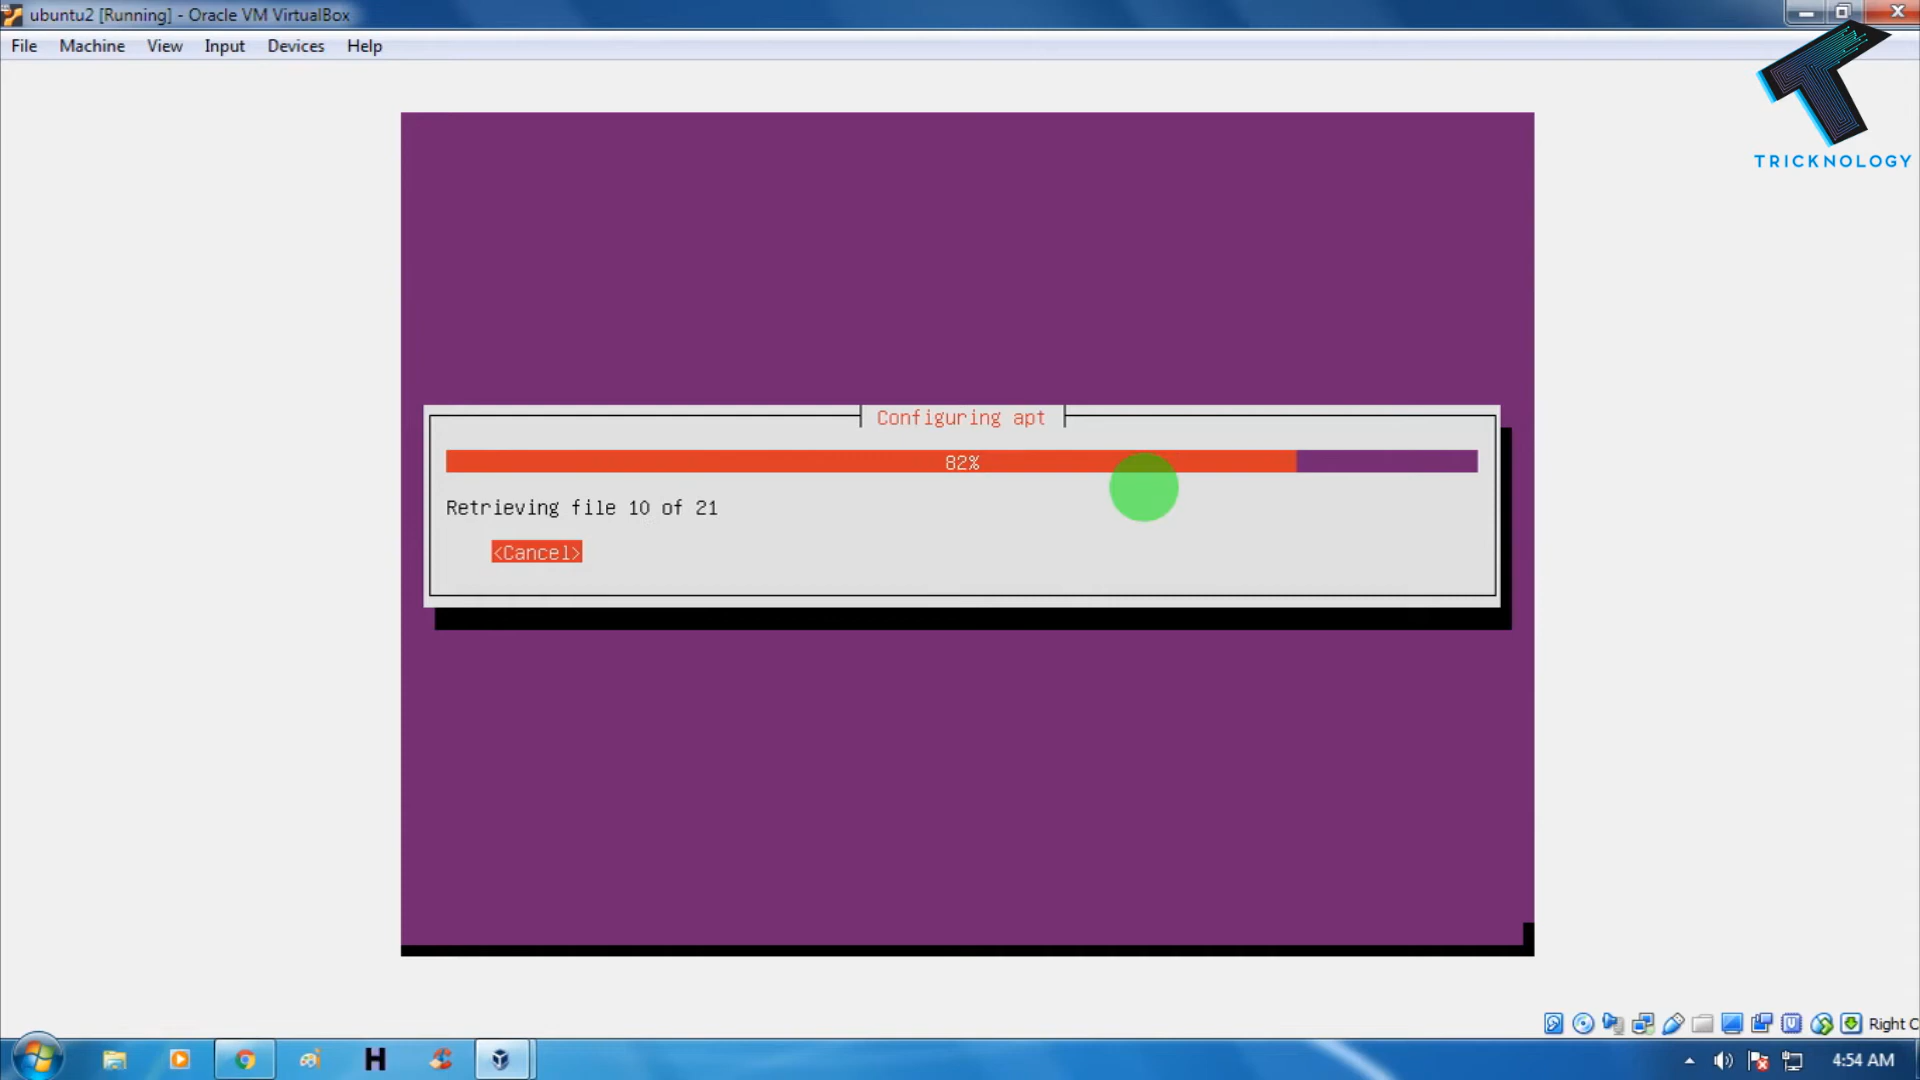 ubuntu2 [Running] - Oracle VM VirtualBox
File Machine View Input Devices Help
TRICKNOLOGY
Configuring apt
82%
Retrieving file 10 of 21
<Cancel>
Right C
H
4:54 AM